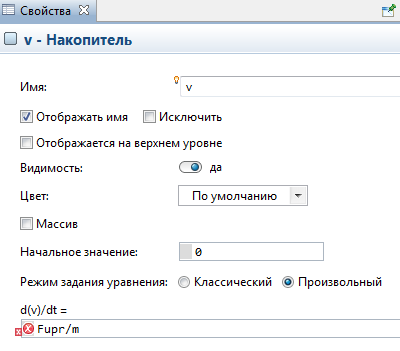 Свойства
v - Накопитель
Имя: v
Отображать имя Исключить
Отображается на верхнем уровне
Видимость: да
Цвет: По умолчанию
Массив
Начальное значение: 0
Режим задания уравнения: Классический Произвольный
d(v)/dt =
Fupr/m